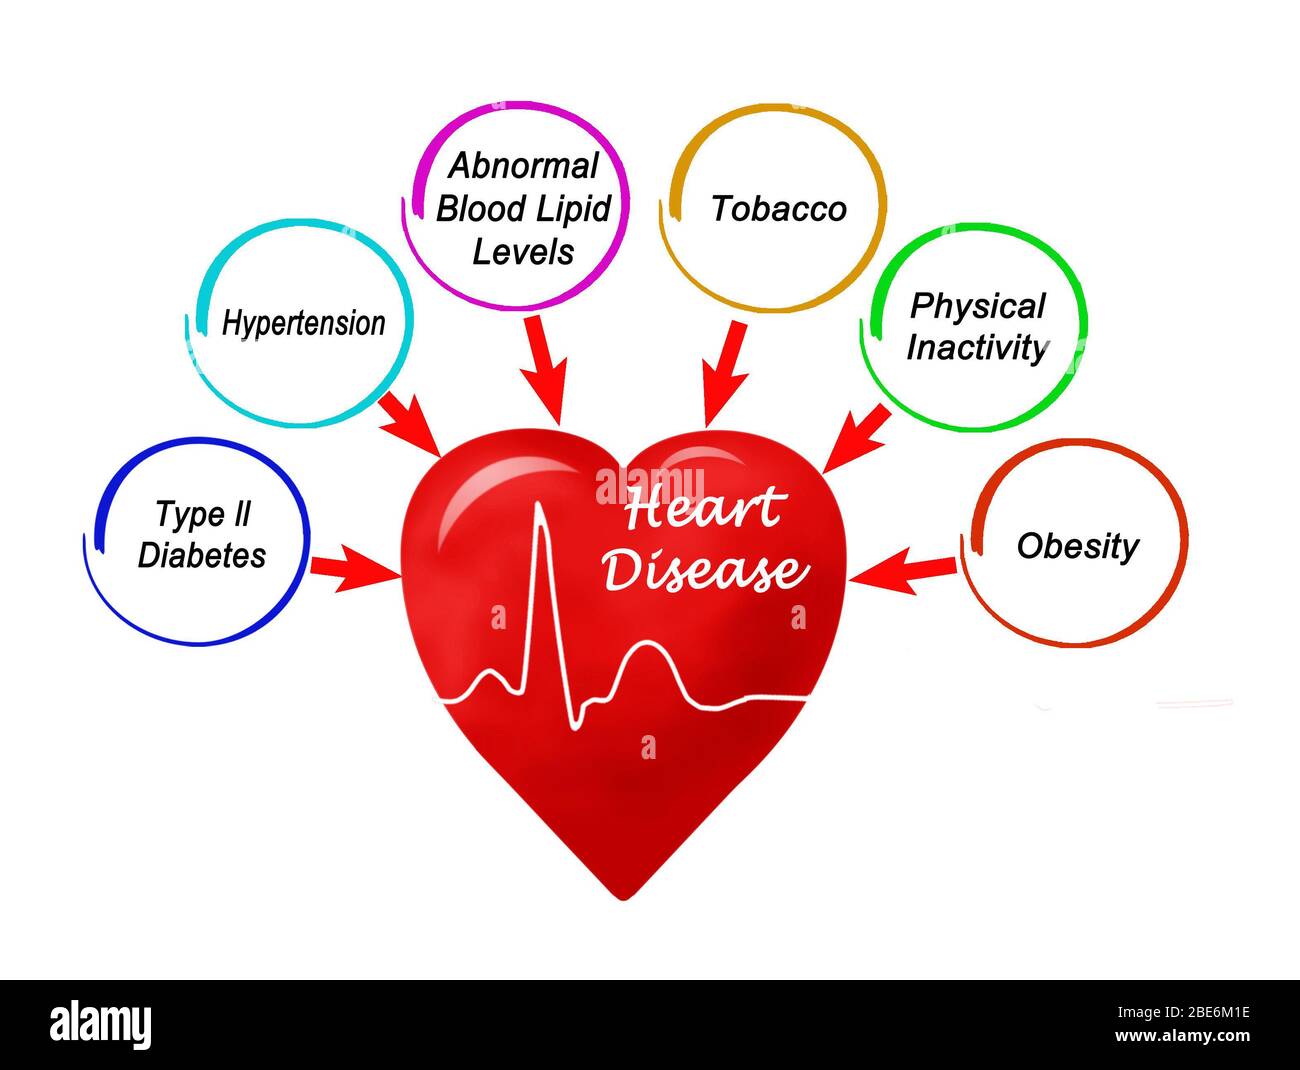 Abnormal
Blood Lipid
Levels
Tobacco
Hypertension
Physical
Inactivity
Type II
Diabetes
Obesity
Heart
Disease
alamy
alamy
Image ID: 2BE6M1E
www.alamy.com